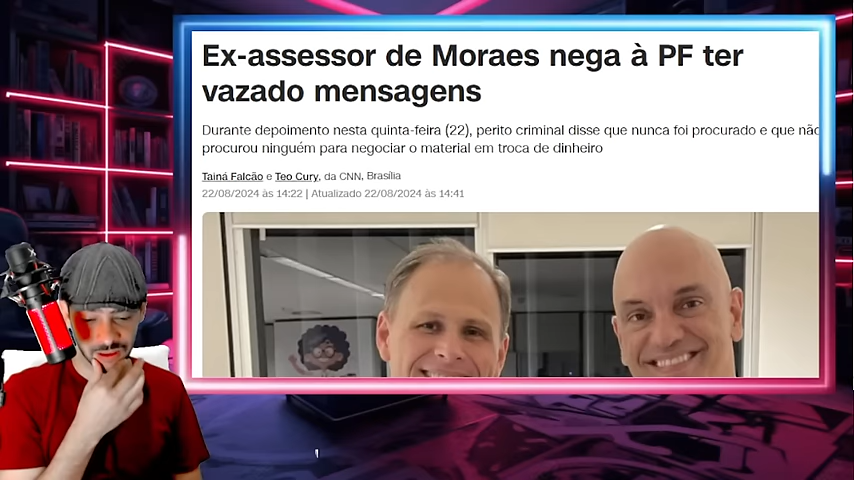 Ex-assessor de Moraes nega à PF ter
vazado mensagens
Durante depoimento nesta quinta-feira (22), perito criminal disse que nunca foi procurado e que não
procurou ninguém para negociar o material em troca de dinheiro
Tainá Falcão e Teo Cury, da CNN, Brasília
22/08/2024 às 14:22 | Atualizado 22/08/2024 às 14:41